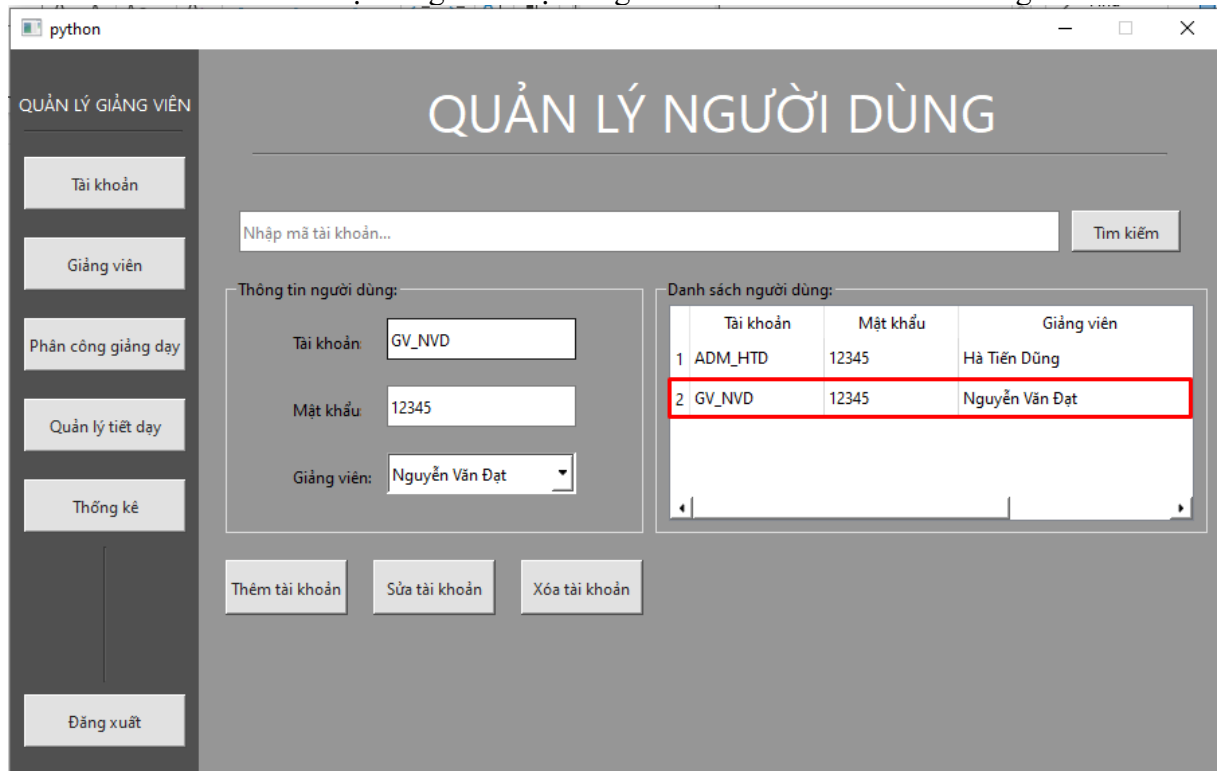 python
QUẢN LÝ GIẢNG VIÊN
Tài khoản
Giảng viên
Phân công giảng dạy
Quản lý tiết dạy
Thống kê
Đăng xuất
QUẢN LÝ NGƯỜI DÙNG
Nhập mã tài khoản...
Tìm kiếm
Thông tin người dùng:
Tài khoản: GV_NVD
Mật khẩu: 12345
Giảng viên: Nguyễn Văn Đạt
Danh sách người dùng:
Tài khoản Mật khẩu Giảng viên
1 ADM_HTD 12345 Hà Tiến Dũng
2 GV_NVD 12345 Nguyễn Văn Đạt
Thêm tài khoản Sửa tài khoản Xóa tài khoản